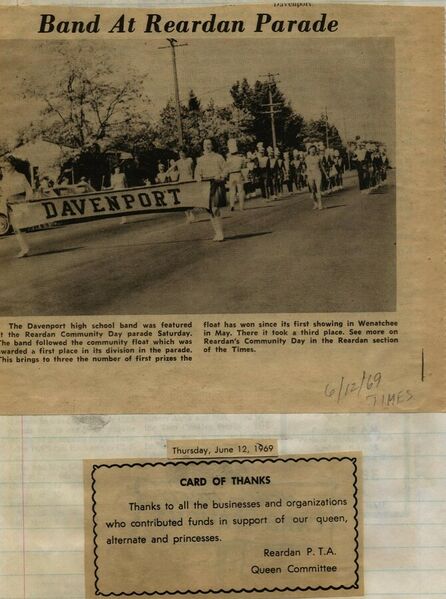 Davenport
Band At Reardan Parade
DAVENPORT
The Davenport high school band was featured
t the Reardan Community Day parade Saturday.
The band followed the community float which was
warded a first place in its division in the parade.
This brings to three the number of first prizes the
float has won since its first showing in Wenatchee
in May. There it took a third place. See more on
Reardan's Community Day in the Reardan section
of the Times.
6/12/69
TIMES
Thursday, June 12, 1969
CARD OF THANKS
Thanks to all the businesses and organizations
who contributed funds in support of our queen,
alternate and princesses.
Reardan P. T. A.
Queen Committee